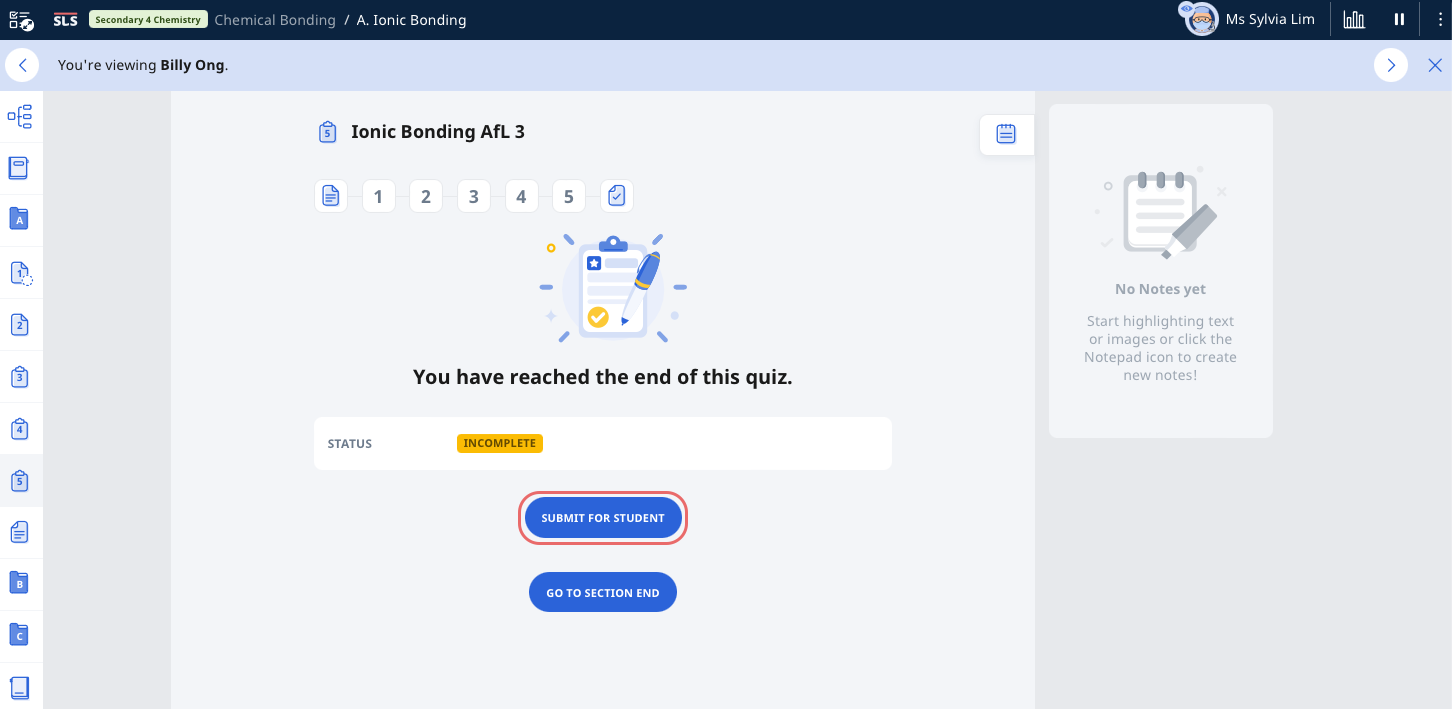 SLS Secondary 4 Chemistry Chemical Bonding / A. Ionic Bonding Ms Sylvia Lim
You're viewing Billy Ong.
5 Ionic Bonding AfL 3
1 2 3 4 5
You have reached the end of this quiz.
STATUS INCOMPLETE
SUBMIT FOR STUDENT
GO TO SECTION END
A
1
2
3
4
5
B
C
No Notes yet
Start highlighting text
or images or click the
Notepad icon to create
new notes!